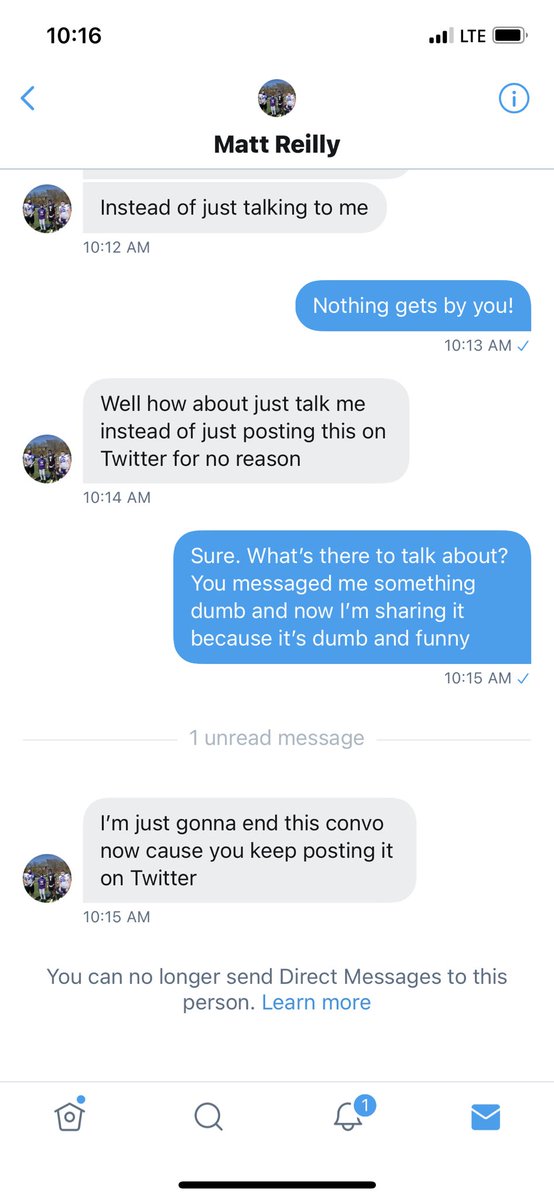 10:16
LTE
Matt Reilly
Instead of just talking to me
10:12 AM
Nothing gets by you!
10:13 AM ✓
Well how about just talk me
instead of just posting this on
Twitter for no reason
10:14 AM
Sure. What’s there to talk about?
You messaged me something
dumb and now I’m sharing it
because it’s dumb and funny
10:15 AM ✓
1 unread message
I’m just gonna end this convo
now cause you keep posting it
on Twitter
10:15 AM
You can no longer send Direct Messages to this
person. Learn more
1